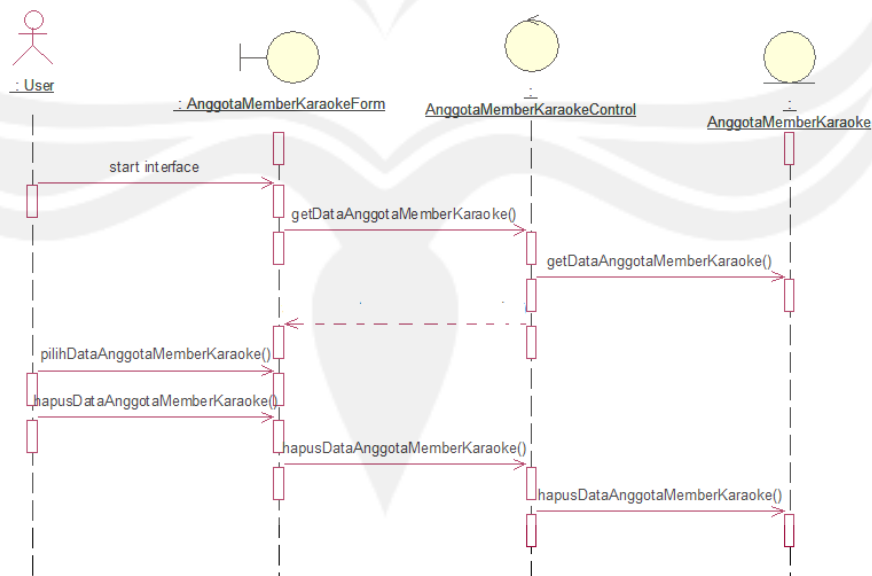 : User
: AnggotaMemberKaraokeForm
:
AnggotaMemberKaraokeControl
:
AnggotaMemberKaraoke
start interface
getDataAnggotaMemberKaraoke()
getDataAnggotaMemberKaraoke()
pilihDataAnggotaMemberKaraoke()
hapusDataAnggotaMemberKaraoke()
hapusDataAnggotaMemberKaraoke()
hapusDataAnggotaMemberKaraoke()